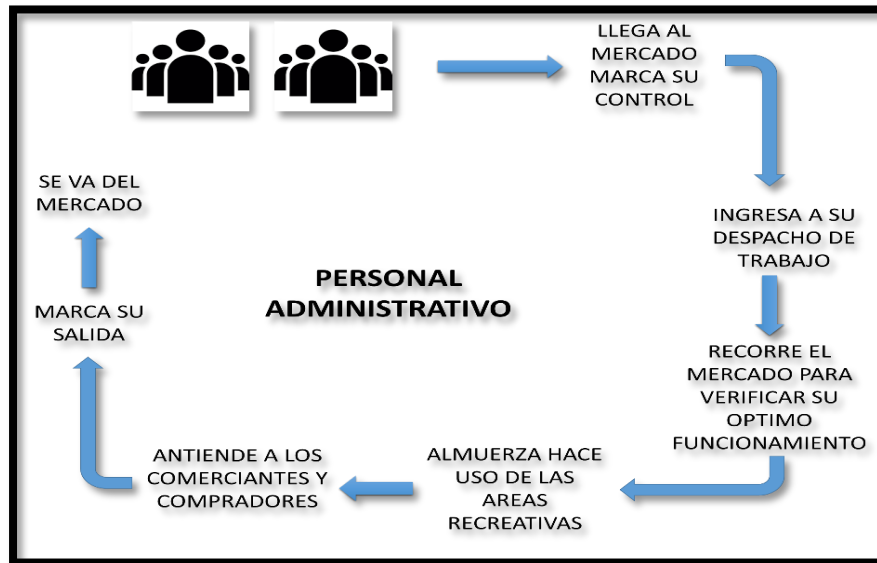 LLEGA AL
MERCADO
MARCA SU
CONTROL
INGRESA A SU
DESPACHO DE
TRABAJO
RECORRE EL
MERCADO PARA
VERIFICAR SU
OPTIMO
FUNCIONAMIENTO
ALMUERZA HACE
USO DE LAS
AREAS
RECREATIVAS
ANTIENDE A LOS
COMERCIANTES Y
COMPRADORES
MARCA SU
SALIDA
SE VA DEL
MERCADO
PERSONAL
ADMINISTRATIVO